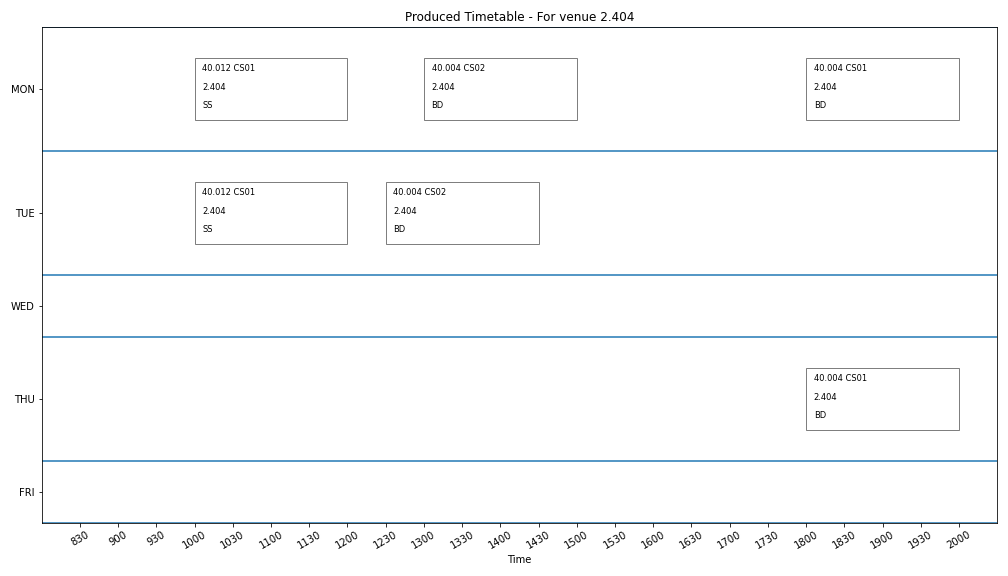 Produced Timetable - For venue 2.404
MON
40.012 CS01
2.404
SS
40.004 CS02
2.404
BD
40.004 CS01
2.404
BD
TUE
40.012 CS01
2.404
SS
40.004 CS02
2.404
BD
WED
THU
40.004 CS01
2.404
BD
FRI
830 900 930 1000 1030 1100 1130 1200 1230 1300 1330 1400 1430 1500 1530 1600 1630 1700 1730 1800 1830 1900 1930 2000
Time